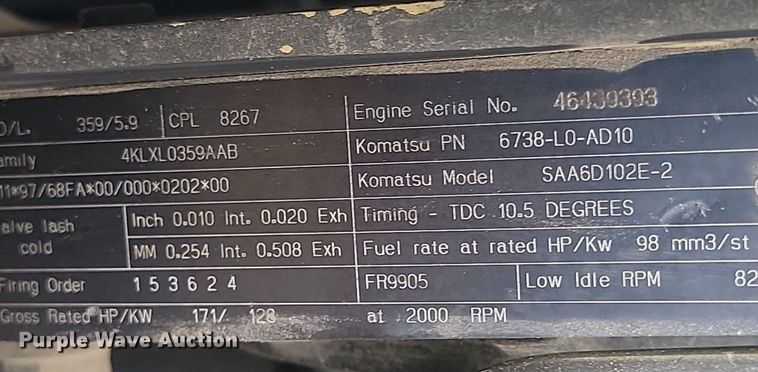 D/L. 359/5.9 CPL 8267 Engine Serial No. 46439393
amily 4KLXL0359AAB Komatsu PN 6738-L0-AD10
11*97/68FA*00/000*0202*00 Komatsu Model SAA6D102E-2
alve lash cold Inch 0.010 Int. 0.020 Exh Timing - TDC 10.5 DEGREES
MM 0.254 Int. 0.508 Exh Fuel rate at rated HP/Kw 98 mm3/st
Firing Order 1 5 3 6 2 4 FR9905 Low Idle RPM 82
Gross Rated HP/KW 171/ 128 at 2000 RPM
Purple Wave Auction